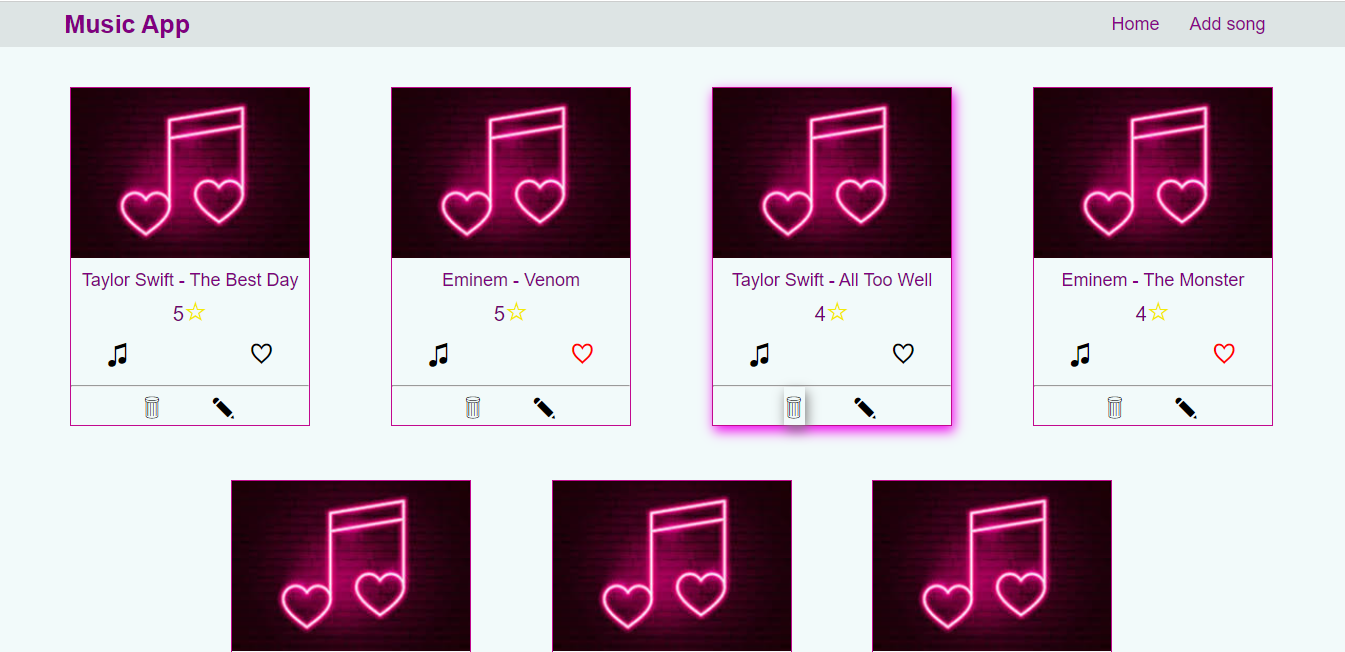 Music App
Home
Add song
Taylor Swift - The Best Day
Eminem - Venom
Taylor Swift - All Too Well
Eminem - The Monster
5☆
5☆
4☆
4☆